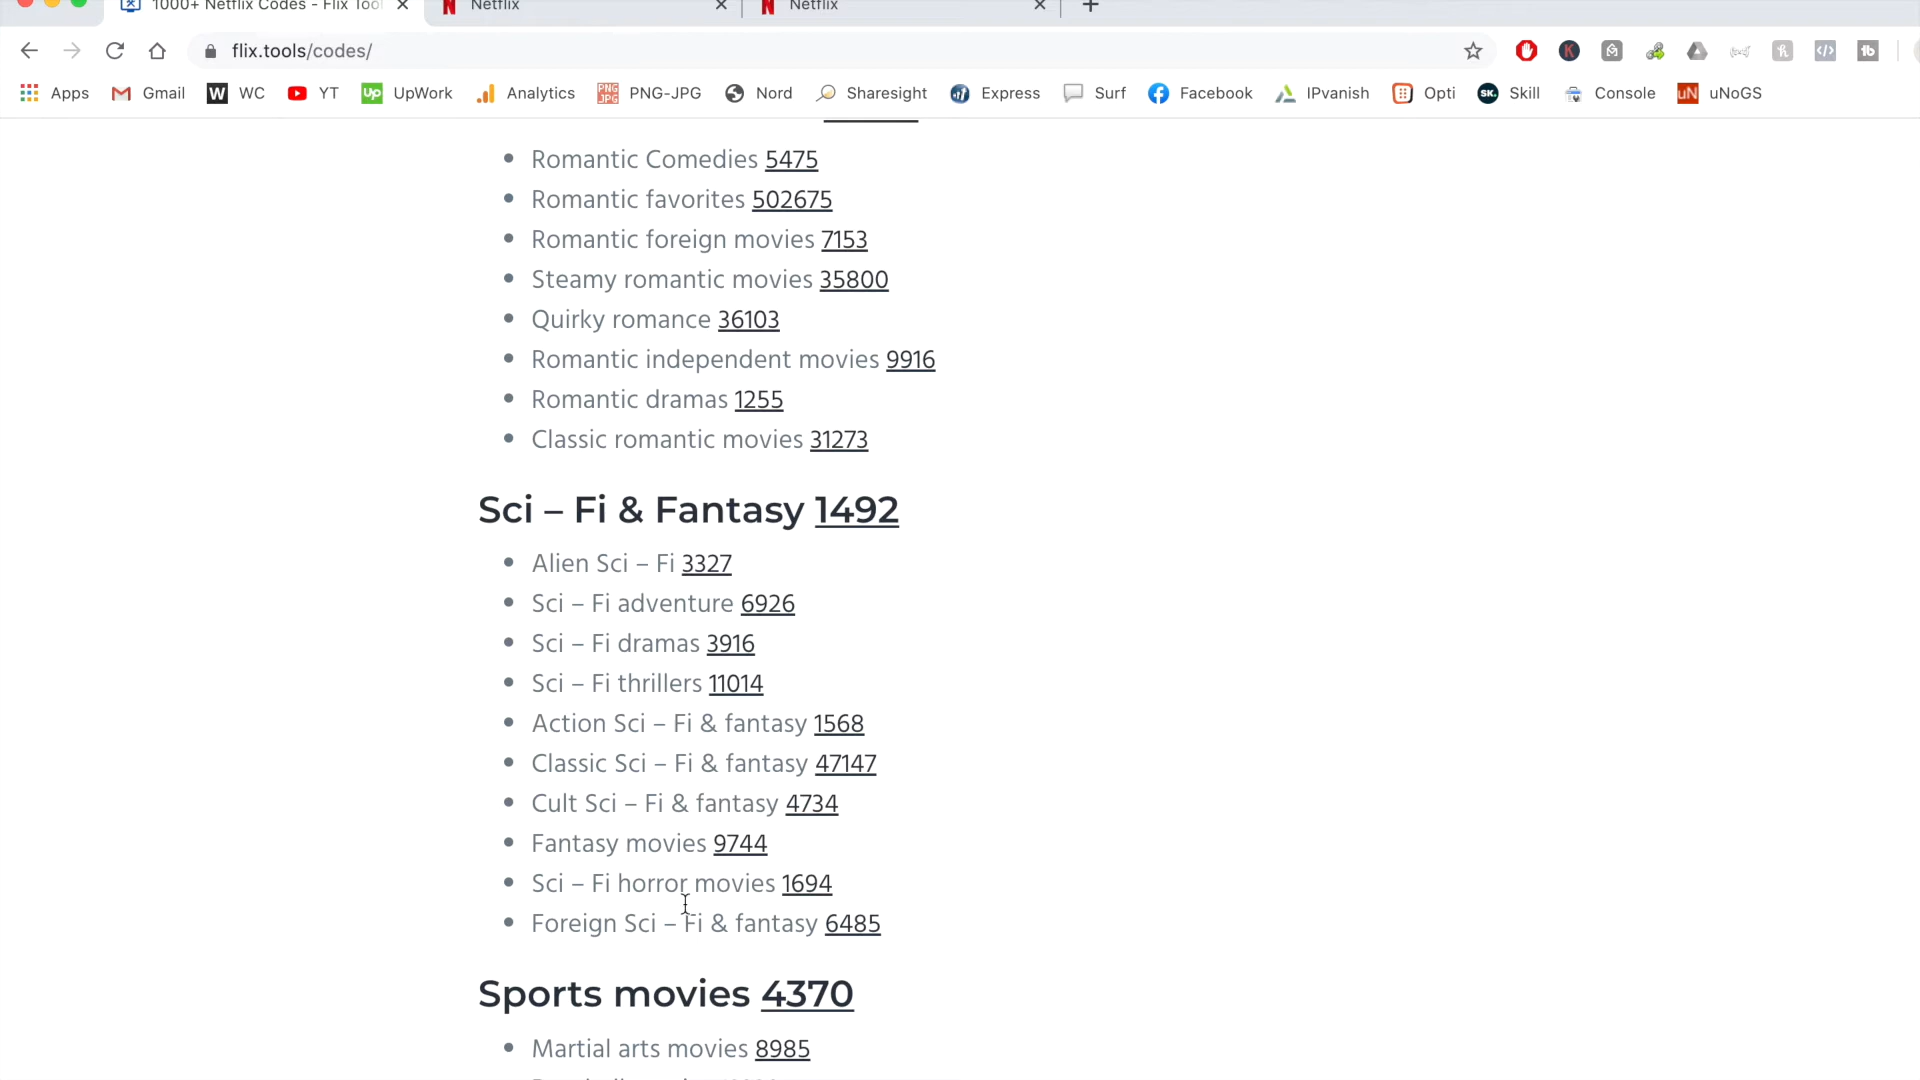 1000+ Netflix Codes - Flix Tool
Netflix
Netflix
flix.tools/codes/
Apps
Gmail
W WC
YT
Up UpWork
Analytics
PNG JPG PNG-JPG
Nord
Sharesight
Express
Surf
Facebook
IPvanish
Opti
SK. Skill
Console
uN uNoGS
Romantic Comedies 5475
Romantic favorites 502675
Romantic foreign movies 7153
Steamy romantic movies 35800
Quirky romance 36103
Romantic independent movies 9916
Romantic dramas 1255
Classic romantic movies 31273
Sci – Fi & Fantasy 1492
Alien Sci – Fi 3327
Sci – Fi adventure 6926
Sci – Fi dramas 3916
Sci – Fi thrillers 11014
Action Sci – Fi & fantasy 1568
Classic Sci – Fi & fantasy 47147
Cult Sci – Fi & fantasy 4734
Fantasy movies 9744
Sci – Fi horror movies 1694
Foreign Sci – Fi & fantasy 6485
Sports movies 4370
Martial arts movies 8985